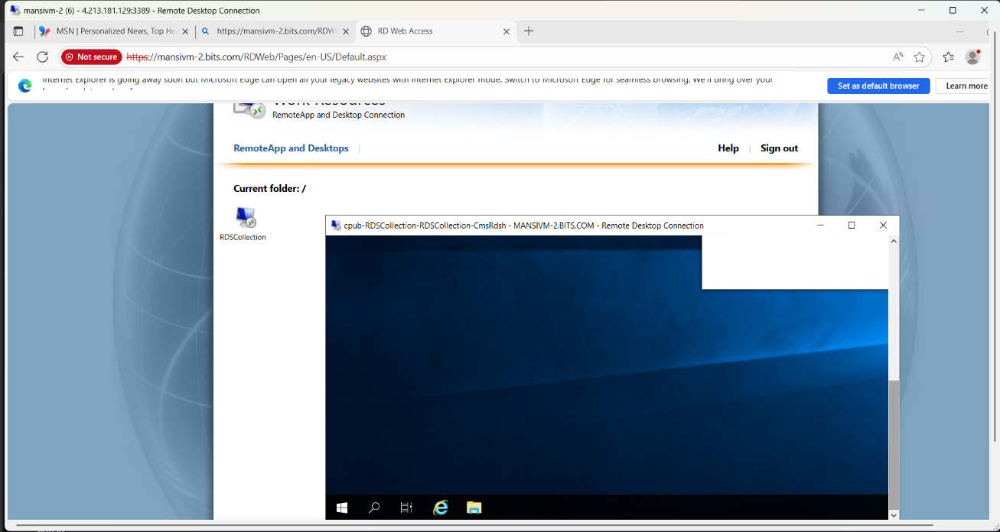 mansivm-2 (6) - 4.213.181.129:3389 - Remote Desktop Connection
MSN | Personalized News, Top He
https://mansivm-2.bits.com/RDW
RD Web Access
Not secure
https://mansivm-2.bits.com/RDWeb/Pages/en-US/Default.aspx
Internet Explorer is going away soon but Microsoft Edge can open all your legacy websites with Internet Explorer mode. Switch to Microsoft Edge for seamless browsing. We'll bring over your
Set as default browser
Learn more
Work Resources
RemoteApp and Desktop Connection
RemoteApp and Desktops
Help
Sign out
Current folder: /
RDSCollection
cpub-RDSCollection-RDSCollection-CmsRdsh - MANSIVM-2.BITS.COM - Remote Desktop Connection